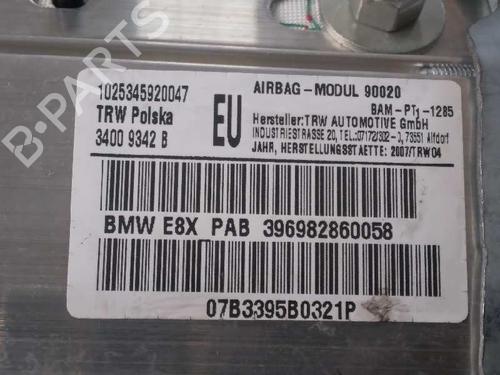 B-PARTS
1025345920047
TRW Polska
3400 9342 B
EU
AIRBAG-MODUL 90020
BAM-PT1-1285
Hersteller:TRW AUTOMOTIVE GmbH
INDUSTRIESTRASSE 20, TEL.:07172/302-0, 73551 Alfdorf
JAHR, HERSTELLUNGSSTAETTE: 2007/TRW04
BMW E8X PAB 396982860058
07B3395B0321P